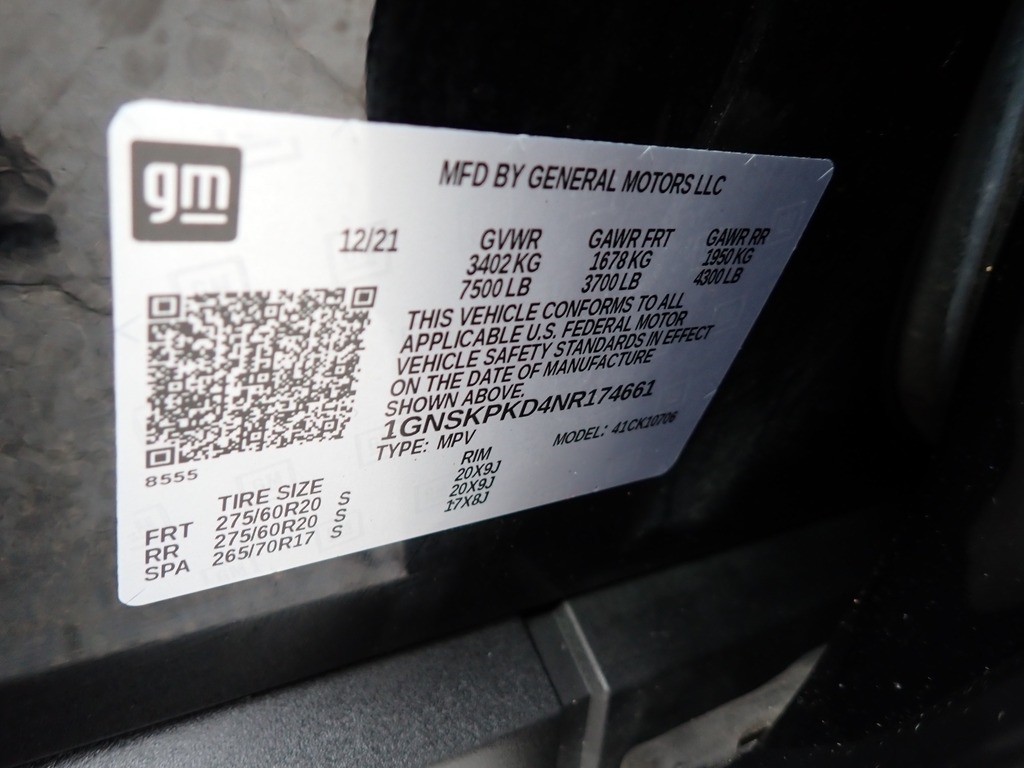 gm
MFD BY GENERAL MOTORS LLC
12/21 GVWR GAWR FRT GAWR RR
3402 KG 1678 KG 1950 KG
7500 LB 3700 LB 4300 LB
THIS VEHICLE CONFORMS TO ALL
APPLICABLE U.S. FEDERAL MOTOR
VEHICLE SAFETY STANDARDS IN EFFECT
ON THE DATE OF MANUFACTURE
SHOWN ABOVE.
1GNSKPKD4NR174661
TYPE: MPV MODEL: 41CK10706
8555
TIRE SIZE RIM
FRT 275/60R20 S 20X9J
RR 275/60R20 S 20X9J
SPA 265/70R17 S 17X8J